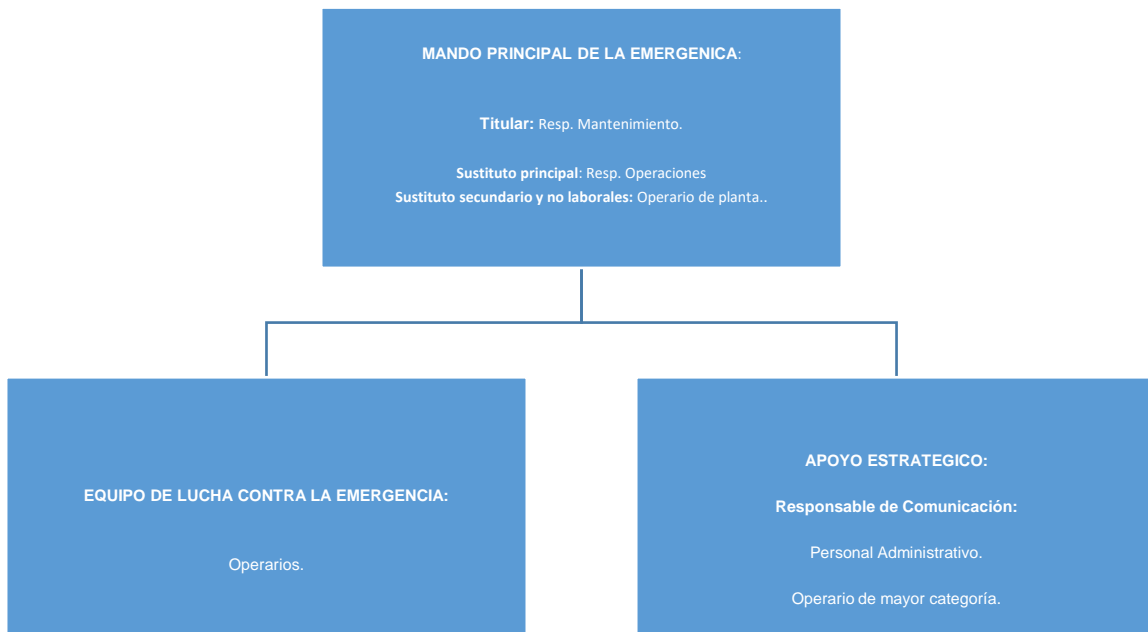 MANDO PRINCIPAL DE LA EMERGENICA:
Titular: Resp. Mantenimiento.
Sustituto principal: Resp. Operaciones
Sustituto secundario y no laborales: Operario de planta..
EQUIPO DE LUCHA CONTRA LA EMERGENCIA:
Operarios.
APOYO ESTRATEGICO:
Responsable de Comunicación:
Personal Administrativo.
Operario de mayor categoría.